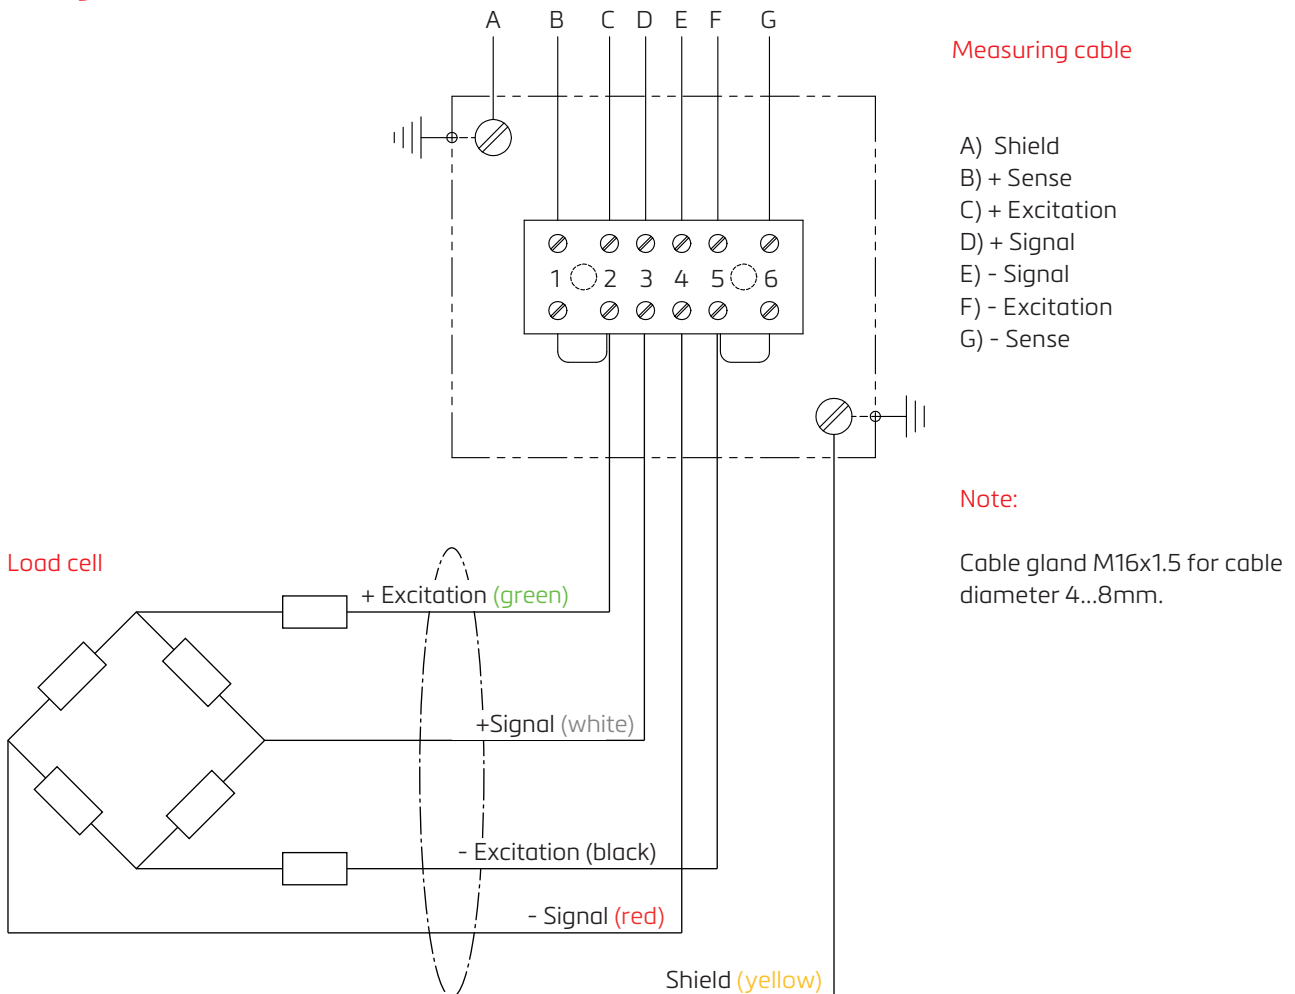 A B C D E F G
Measuring cable
A) Shield
B) + Sense
C) + Excitation
D) + Signal
E) - Signal
F) - Excitation
G) - Sense
1 2 3 4 5 6
Note:
Cable gland M16x1.5 for cable
diameter 4...8mm.
Load cell
+ Excitation (green)
+Signal (white)
- Excitation (black)
- Signal (red)
Shield (yellow)